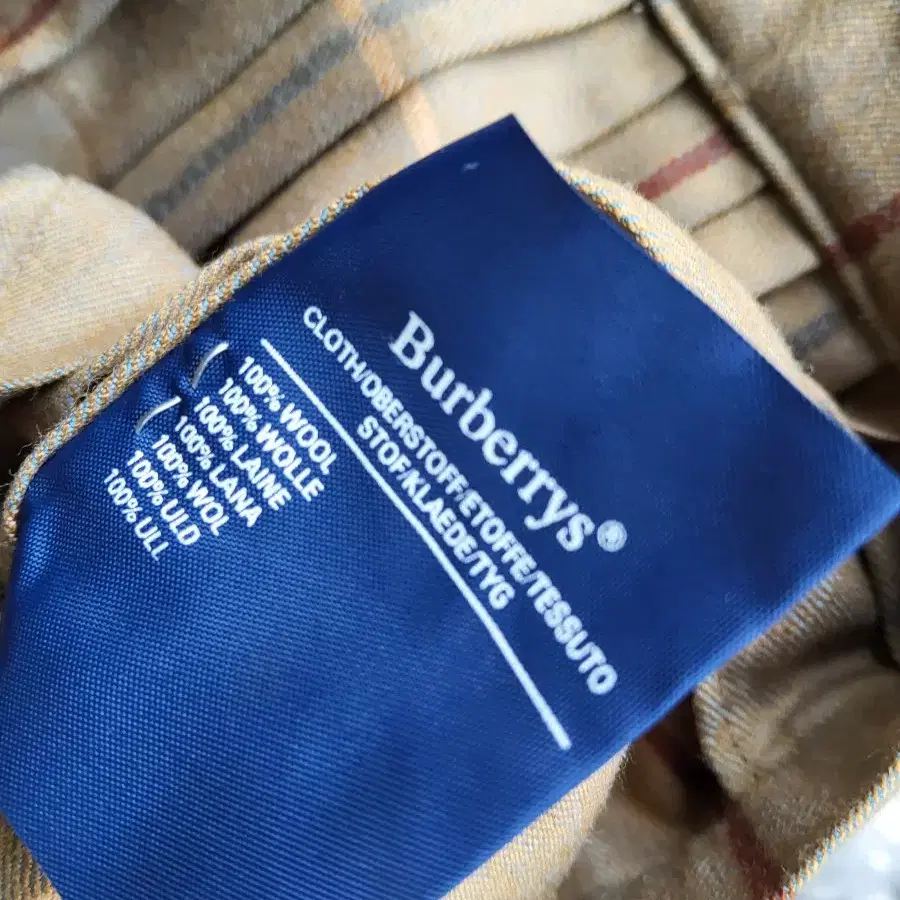 Burberrys®
CLOTH/DBERSTOFF/ETOFFE/TESSUTO
STOF/KLAEDE/TYG
100% WOOL
100% WOLLE
100% LAINE
100% LANA
100% WOL
100% ULD
100% ULL